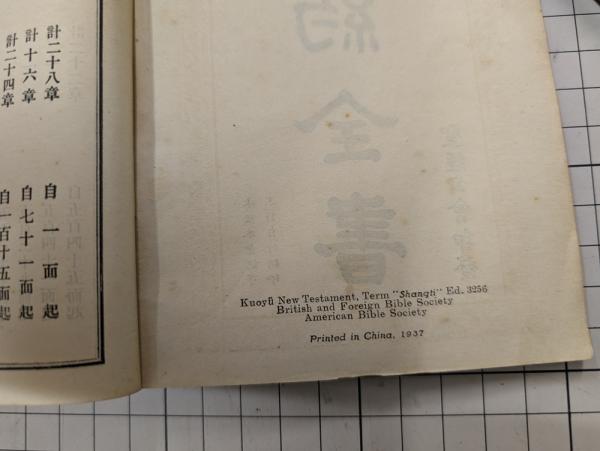 計二十八章 自一面起
計十六章 自七十一面起
計二十四章 自一百十五面起
約全書
Kuoyü New Testament, Term "Shangti" Ed. 3256
British and Foreign Bible Society
American Bible Society
Printed in China, 1937